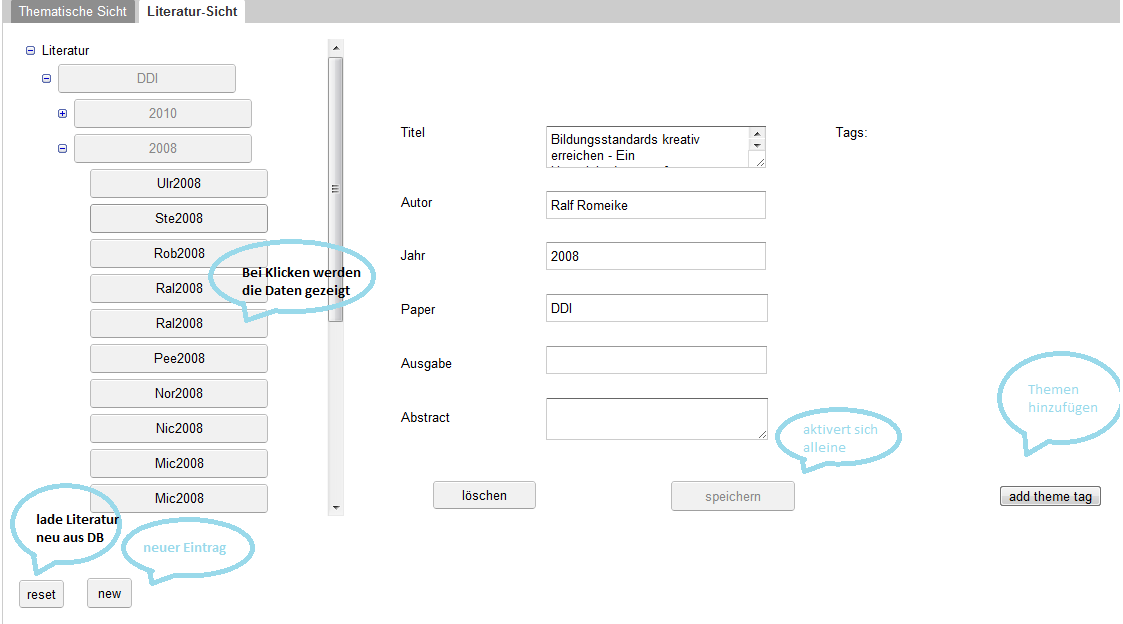 Thematische Sicht
Literatur-Sicht
Literatur
DDI
2010
2008
Ulr2008
Ste2008
Rob2008
Ral2008
Ral2008
Pee2008
Nor2008
Nic2008
Mic2008
Mic2008
Bei Klicken werden
die Daten gezeigt
lade Literatur
neu aus DB
neuer Eintrag
reset
new
Titel
Bildungsstandards kreativ
erreichen - Ein
Autor
Ralf Romeike
Jahr
2008
Paper
DDI
Ausgabe
Abstract
aktivert sich
alleine
löschen
speichern
Tags:
Themen
hinzufügen
add theme tag